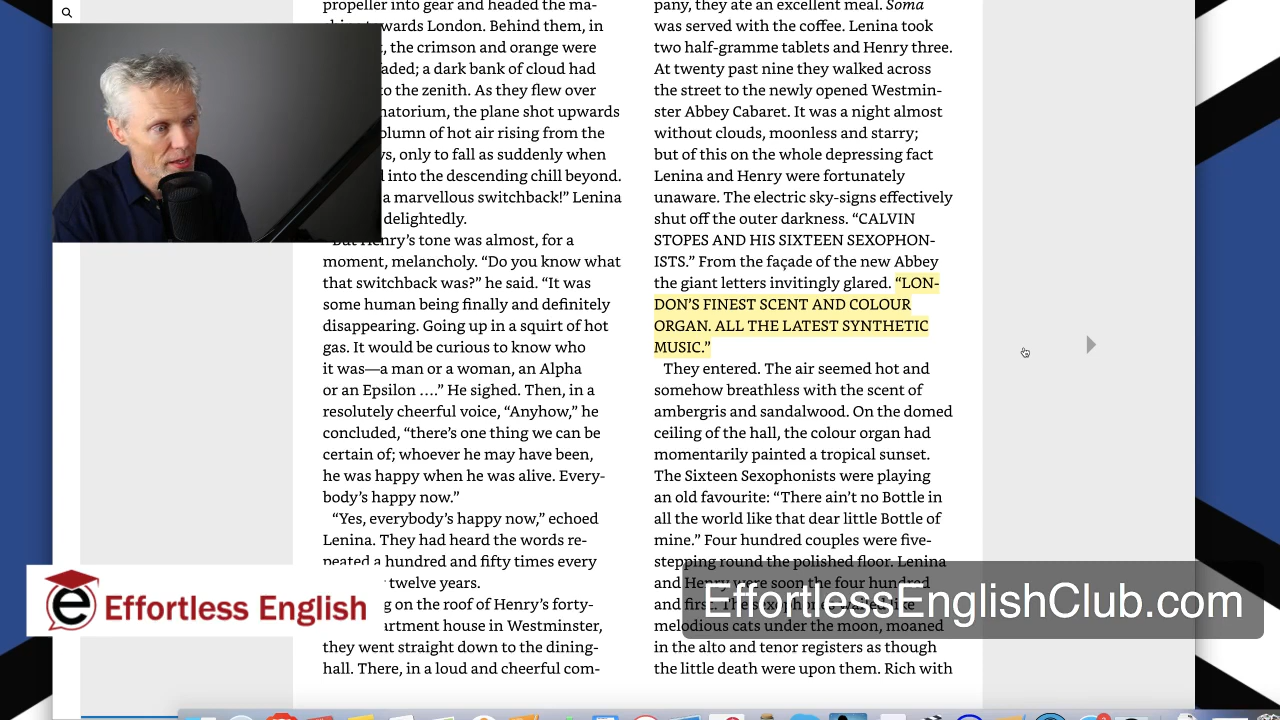 propeller into gear and headed the ma-
towards London. Behind them, in
the crimson and orange were
faded; a dark bank of cloud had
to the zenith. As they flew over
the plane shot upwards
column of hot air rising from the
only to fall as suddenly when
into the descending chill beyond.
a marvellous switchback!” Lenina
delightedly.
But Henry’s tone was almost, for a
moment, melancholy. “Do you know what
that switchback was?” he said. “It was
some human being finally and definitely
disappearing. Going up in a squirt of hot
gas. It would be curious to know who
it was—a man or a woman, an Alpha
or an Epsilon ….” He sighed. Then, in a
resolutely cheerful voice, “Anyhow,” he
concluded, “there’s one thing we can be
certain of; whoever he may have been,
he was happy when he was alive. Every-
body’s happy now.”
“Yes, everybody’s happy now,” echoed
Lenina. They had heard the words re-
peated a hundred and fifty times every
twelve years.
on the roof of Henry’s forty-
house in Westminster,
they went straight down to the dining-
hall. There, in a loud and cheerful com-
pany, they ate an excellent meal. Soma
was served with the coffee. Lenina took
two half-gramme tablets and Henry three.
At twenty past nine they walked across
the street to the newly opened Westmin-
ster Abbey Cabaret. It was a night almost
without clouds, moonless and starry;
but of this on the whole depressing fact
Lenina and Henry were fortunately
unaware. The electric sky-signs effectively
shut off the outer darkness. “CALVIN
STOPES AND HIS SIXTEEN SEXOPHON-
ISTS.” From the façade of the new Abbey
the giant letters invitingly glared. “LON-
DON’S FINEST SCENT AND COLOUR
ORGAN. ALL THE LATEST SYNTHETIC
MUSIC.”
They entered. The air seemed hot and
somehow breathless with the scent of
ambergris and sandalwood. On the domed
ceiling of the hall, the colour organ had
momentarily painted a tropical sunset.
The Sixteen Sexophonists were playing
an old favourite: “There ain’t no Bottle in
all the world like that dear little Bottle of
mine.” Four hundred couples were five-
stepping round the polished floor. Lenina
and Henry were soon the four hundred
and first. The sexophones wailed like
melodious cats under the moon, moaned
in the alto and tenor registers as though
the little death were upon them. Rich with
e Effortless English
EffortlessEnglishClub.com